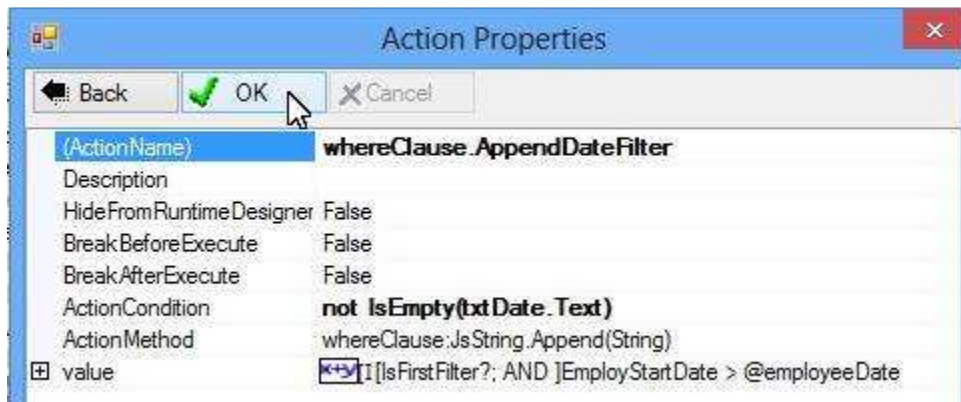 Action Properties
Back OK Cancel
(ActionName) whereClause.AppendDateFilter
Description
HideFromRuntimeDesigner False
BreakBeforeExecute False
BreakAfterExecute False
ActionCondition not IsEmpty(txtDate.Text)
ActionMethod whereClause:JsString.Append(String)
value x+y I[IsFirstFilter?; AND ]EmployStartDate > @employeeDate